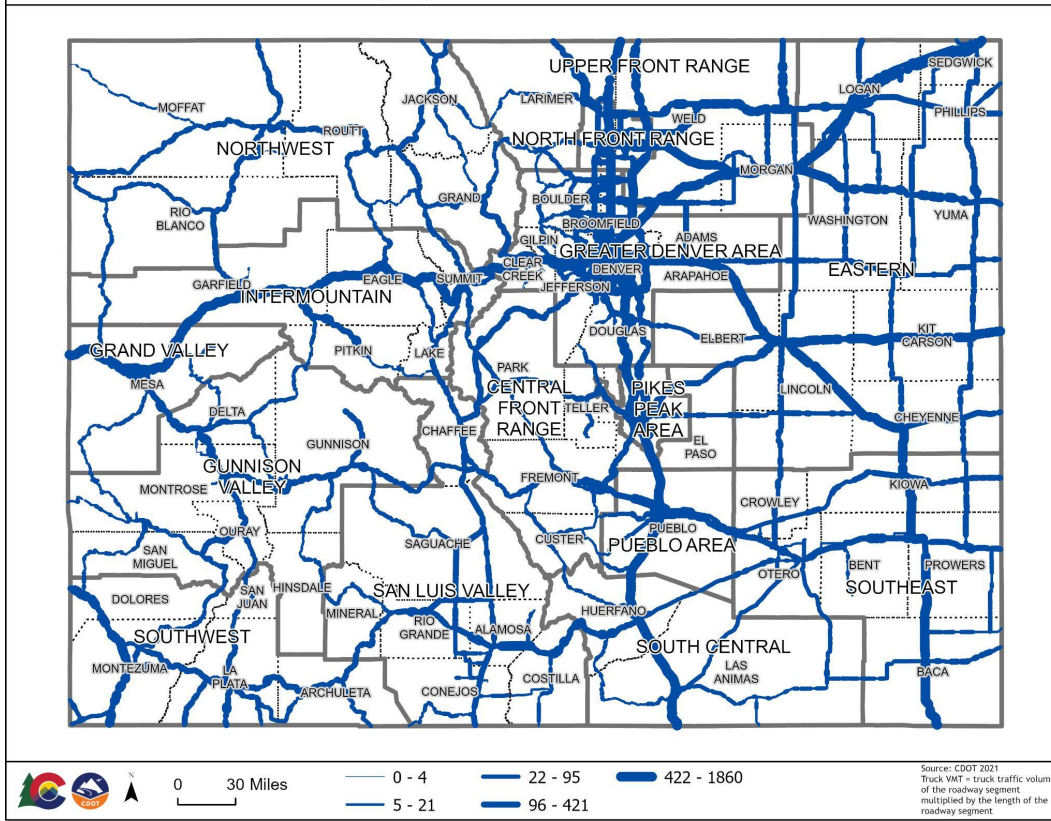 UPPER FRONT RANGE
SEDGWICK
LOGAN
JACKSON
LARIMER
MOFFAT
PHILLIPS
WELD
ROUTT
NORTH FRONT RANGE
NORTHWEST
MORGAN
GRAND
BOULDER
RIO
BLANCO
WASHINGTON
YUMA
BROOMFIELD
GILPIN
ADAMS
GREATER DENVER AREA
CLEAR
CREEK
DENVER
ARAPAHOE
EASTERN
GARFIELD
EAGLE
SUMMIT
JEFFERSON
INTERMOUNTAIN
DOUGLAS
ELBERT
KIT
CARSON
GRAND VALLEY
PITKIN
LAKE
PARK
MESA
CENTRAL
FRONT
RANGE
TELLER
PIKES
PEAK
AREA
LINCOLN
DELTA
CHEYENNE
GUNNISON
CHAFFEE
EL
PASO
GUNNISON
VALLEY
MONTROSE
FREMONT
KIOWA
CROWLEY
OURAY
PUEBLO
SAGUACHE
CUSTER
PUEBLO AREA
SAN
MIGUEL
OTERO
BENT
PROWERS
SOUTHEAST
DOLORES
SAN
JUAN
HINSDALE
SAN LUIS VALLEY
MINERAL
HUERFANO
RIO
GRANDE
ALAMOSA
SOUTHWEST
SOUTH CENTRAL
MONTEZUMA
LA
PLATA
LAS
ANIMAS
BACA
ARCHULETA
CONEJOS
COSTILLA
CDOT
N
0 30 Miles
0 - 4
5 - 21
22 - 95
96 - 421
422 - 1860
Source: CDOT 2021
Truck VMT = truck traffic volum
of the roadway segment
multiplied by the length of the
roadway segment